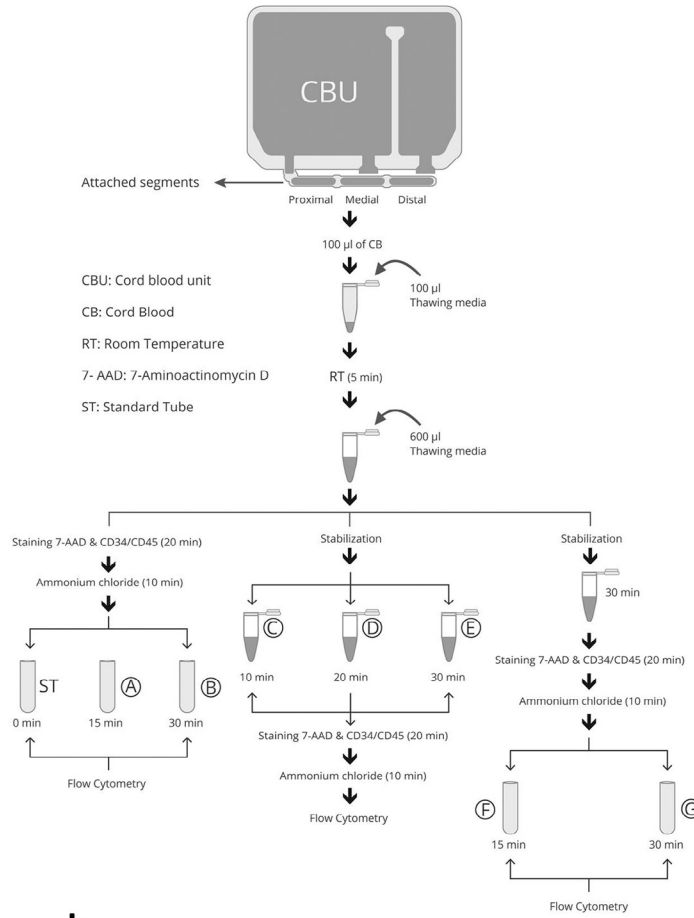 CBU
Attached segments
Proximal Medial Distal
100 µl of CB
100 µl
Thawing media
CBU: Cord blood unit
CB: Cord Blood
RT: Room Temperature
7- AAD: 7-Aminoactinomycin D
ST: Standard Tube
RT (5 min)
600 µl
Thawing media
Staining 7-AAD & CD34/CD45 (20 min)
Ammonium chloride (10 min)
ST A B
0 min 15 min 30 min
Flow Cytometry
Stabilization
C D E
10 min 20 min 30 min
Staining 7-AAD & CD34/CD45 (20 min)
Ammonium chloride (10 min)
Flow Cytometry
Stabilization
30 min
Staining 7-AAD & CD34/CD45 (20 min)
Ammonium chloride (10 min)
F G
15 min 30 min
Flow Cytometry